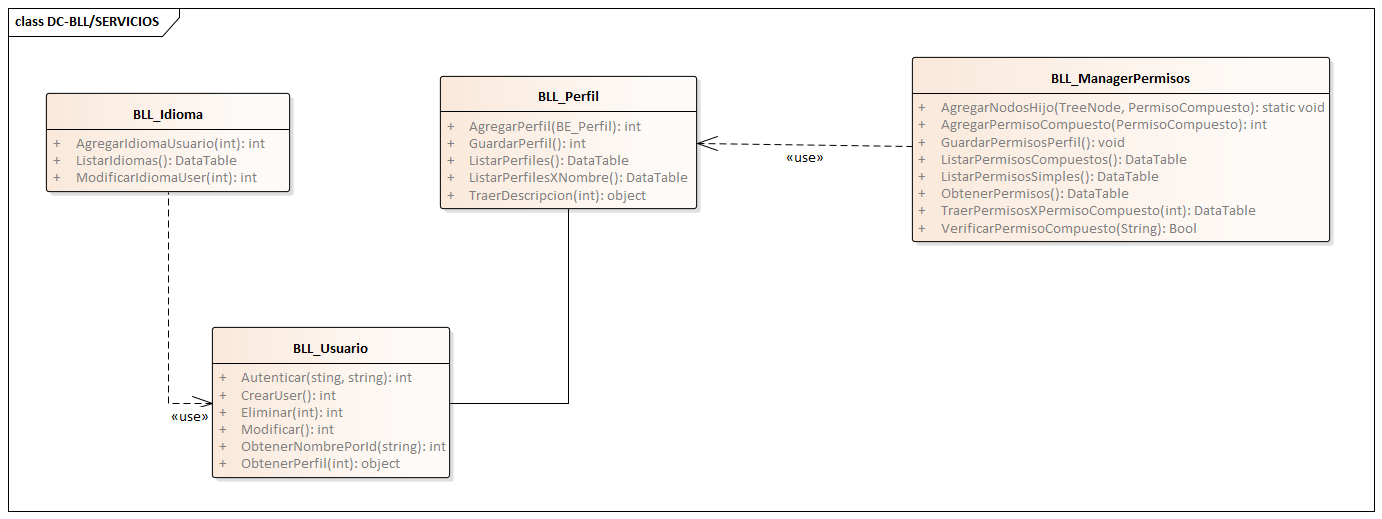 class DC-BLL/SERVICIOS
BLL_Idioma
+ AgregarIdiomaUsuario(int): int
+ ListarIdiomas(): DataTable
+ ModificarIdiomaUser(int): int
BLL_Perfil
+ AgregarPerfil(BE_Perfil): int
+ GuardarPerfil(): int
+ ListarPerfiles(): DataTable
+ ListarPerfilesXNombre(): DataTable
+ TraerDescripcion(int): object
BLL_ManagerPermisos
+ AgregarNodosHijo(TreeNode, PermisoCompuesto): static void
+ AgregarPermisoCompuesto(PermisoCompuesto): int
+ GuardarPermisosPerfil(): void
+ ListarPermisosCompuestos(): DataTable
+ ListarPermisosSimples(): DataTable
+ ObtenerPermisos(): DataTable
+ TraerPermisosXPermisoCompuesto(int): DataTable
+ VerificarPermisoCompuesto(String): Bool
«use»
BLL_Usuario
+ Autenticar(sting, string): int
+ CrearUser(): int
+ Eliminar(int): int
+ Modificar(): int
+ ObtenerNombrePorId(string): int
+ ObtenerPerfil(int): object
«use»